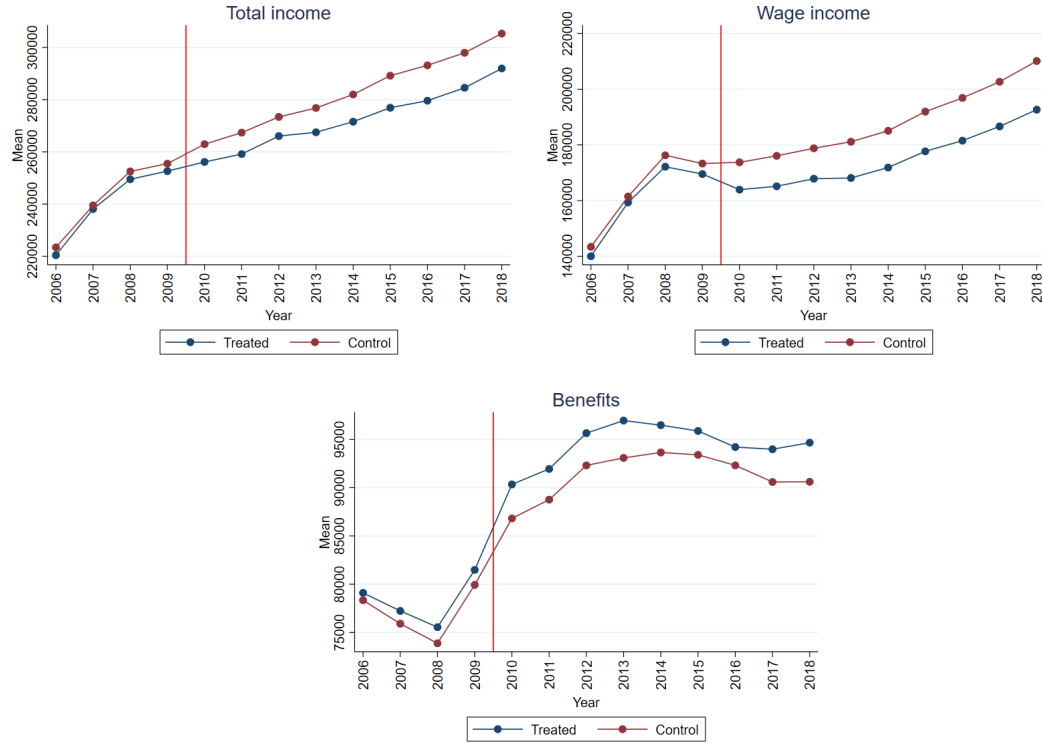 Total income
Mean
300000
280000
260000
240000
220000
2006 2007 2008 2009 2010 2011 2012 2013 2014 2015 2016 2017 2018
Year
Treated Control
Wage income
Mean
220000
200000
180000
160000
140000
2006 2007 2008 2009 2010 2011 2012 2013 2014 2015 2016 2017 2018
Year
Treated Control
Benefits
Mean
95000
90000
85000
80000
75000
2006 2007 2008 2009 2010 2011 2012 2013 2014 2015 2016 2017 2018
Year
Treated Control